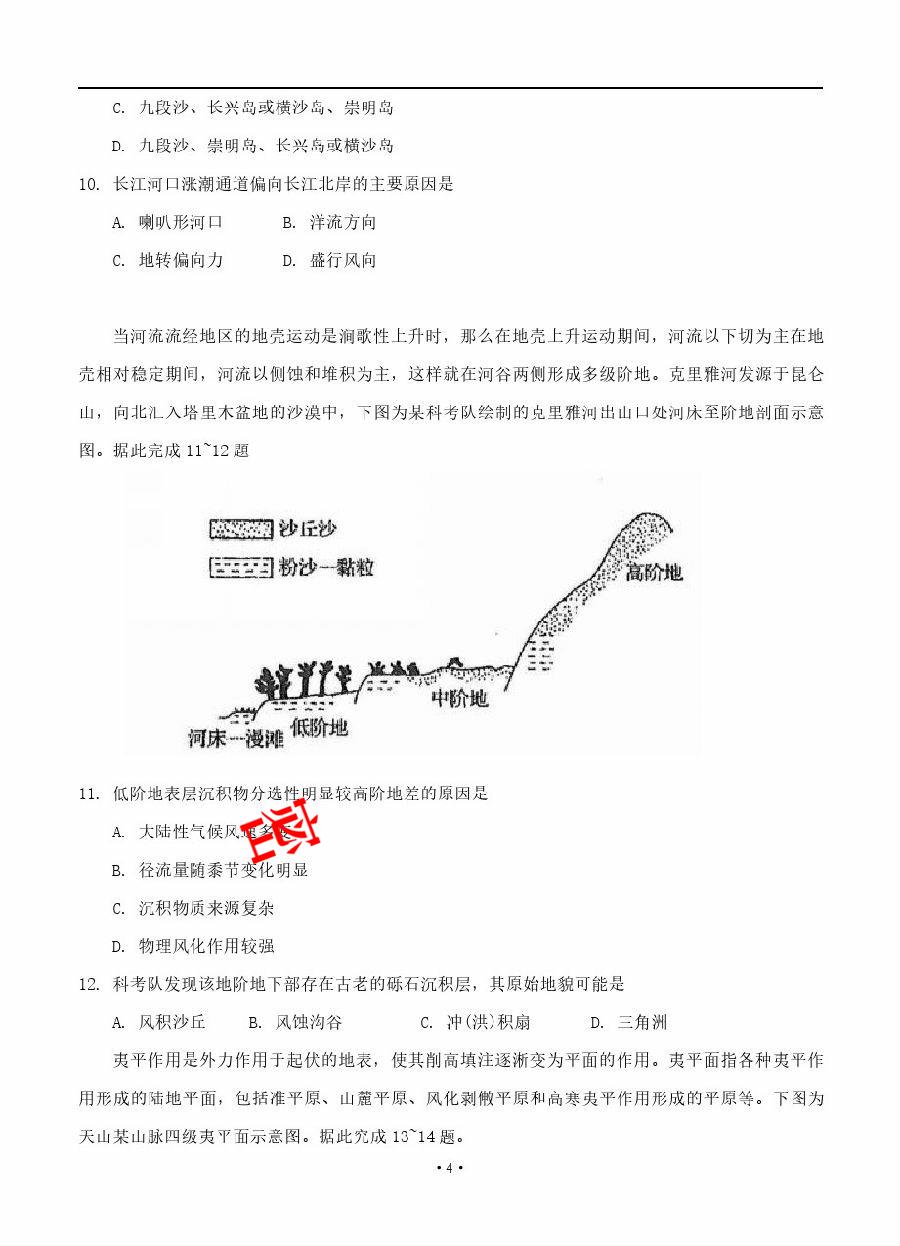 C. 九段沙、长兴岛或横沙岛、崇明岛
D. 九段沙、崇明岛、长兴岛或横沙岛
10. 长江河口涨潮通道偏向长江北岸的主要原因是
A. 喇叭形河口 B. 洋流方向
C. 地转偏向力 D. 盛行风向
当河流流经地区的地壳运动是间歇性上升时，那么在地壳上升运动期间，河流以下切为主在地
壳相对稳定期间，河流以侧蚀和堆积为主，这样就在河谷两侧形成多级阶地。克里雅河发源于昆仑
山，向北汇入塔里木盆地的沙漠中，下图为某科考队绘制的克里雅河出山口处河床至阶地剖面示意
图。据此完成 11~12 题
沙丘沙
粉沙一黏粒
高阶地
中阶地
低阶地
河床一漫滩
11. 低阶地表层沉积物分选性明显较高阶地差的原因是
A. 大陆性气候风速多变
B. 径流量随季节变化明显
C. 沉积物质来源复杂
D. 物理风化作用较强
12. 科考队发现该地阶地下部存在古老的砾石沉积层，其原始地貌可能是
A. 风积沙丘 B. 风蚀沟谷 C. 冲(洪)积扇 D. 三角洲
夷平作用是外力作用于起伏的地表，使其削高填注逐渐变为平面的作用。夷平面指各种夷平作
用形成的陆地平面，包括准平原、山麓平原、风化剥蚀平原和高寒夷平作用形成的平原等。下图为
天山某山脉四级夷平面示意图。据此完成 13~14 题。
·4·